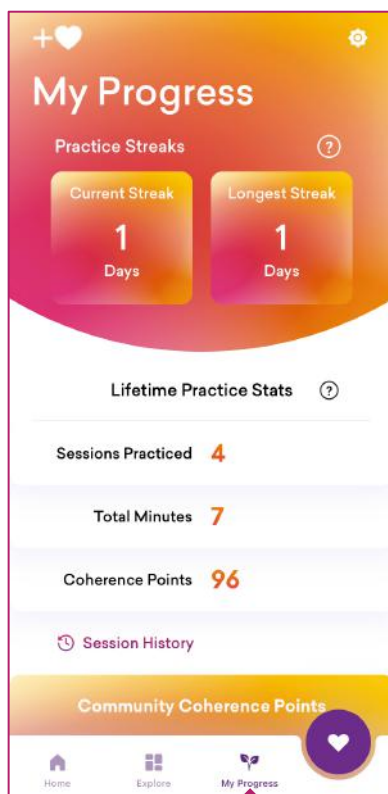 My Progress
Practice Streaks ?
Current Streak Longest Streak
1 1
Days Days
Lifetime Practice Stats ?
Sessions Practiced 4
Total Minutes 7
Coherence Points 96
Session History
Community Coherence Points
Home Explore My Progress